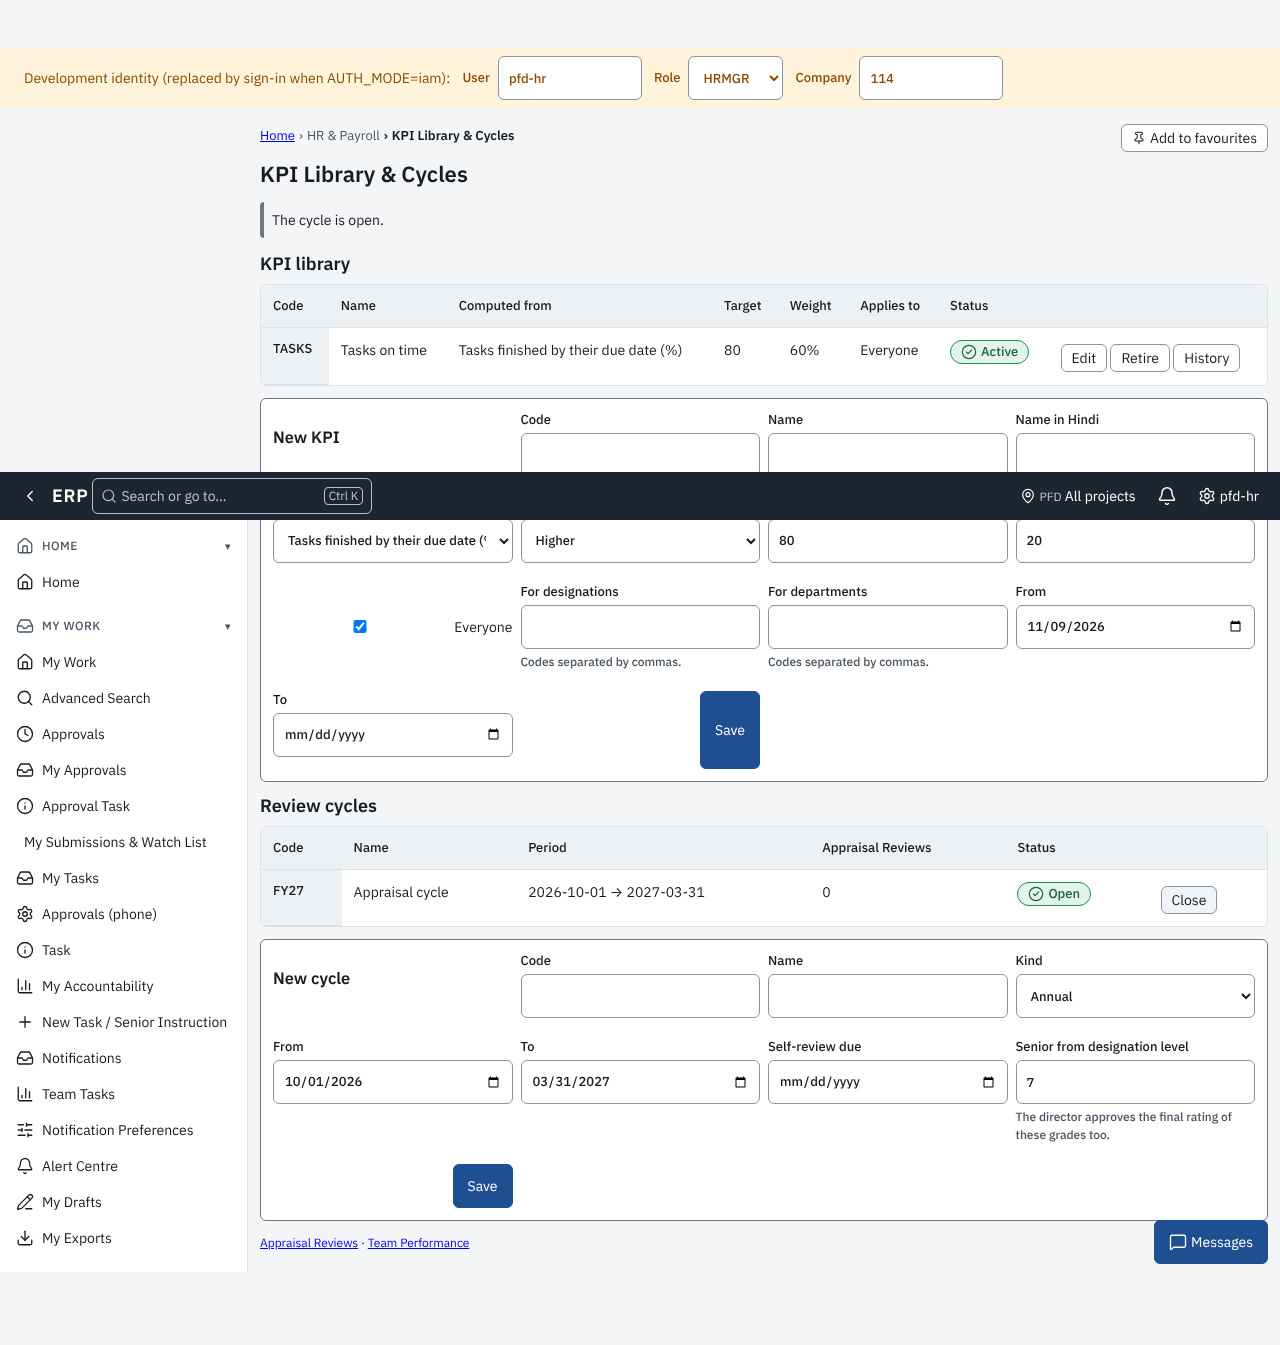 Development identity (replaced by sign-in when AUTH_MODE=iam): User pfd-hr Role HRMGR Company 114
Home › HR & Payroll › KPI Library & Cycles
Add to favourites
KPI Library & Cycles
The cycle is open.
KPI library
Code Name Computed from Target Weight Applies to Status
TASKS Tasks on time Tasks finished by their due date (%) 80 60% Everyone Active Edit Retire History
New KPI
Code Name Name in Hindi
ERP Search or go to... Ctrl K PFD All projects pfd-hr
Tasks finished by their due date (% Higher 80 20
Everyone
For designations For departments From
11/09/2026
Codes separated by commas. Codes separated by commas.
To
mm/dd/yyyy
Save
Review cycles
Code Name Period Appraisal Reviews Status
FY27 Appraisal cycle 2026-10-01 → 2027-03-31 0 Open Close
New cycle
Code Name Kind
Annual
From To Self-review due Senior from designation level
10/01/2026 03/31/2027 mm/dd/yyyy 7
The director approves the final rating of
these grades too.
Save
Appraisal Reviews · Team Performance
Messages
HOME
Home
MY WORK
My Work
Advanced Search
Approvals
My Approvals
Approval Task
My Submissions & Watch List
My Tasks
Approvals (phone)
Task
My Accountability
New Task / Senior Instruction
Notifications
Team Tasks
Notification Preferences
Alert Centre
My Drafts
My Exports